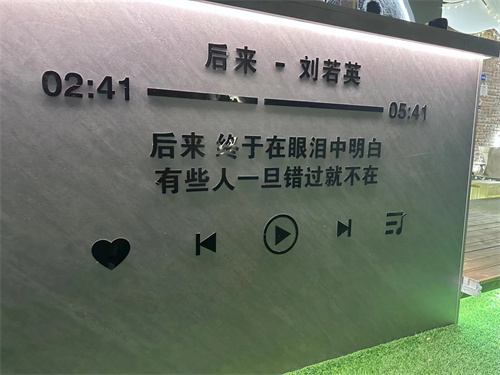 后来 - 刘若英
02:41
05:41
后来 终于在眼泪中明白
有些人一旦错过就不在